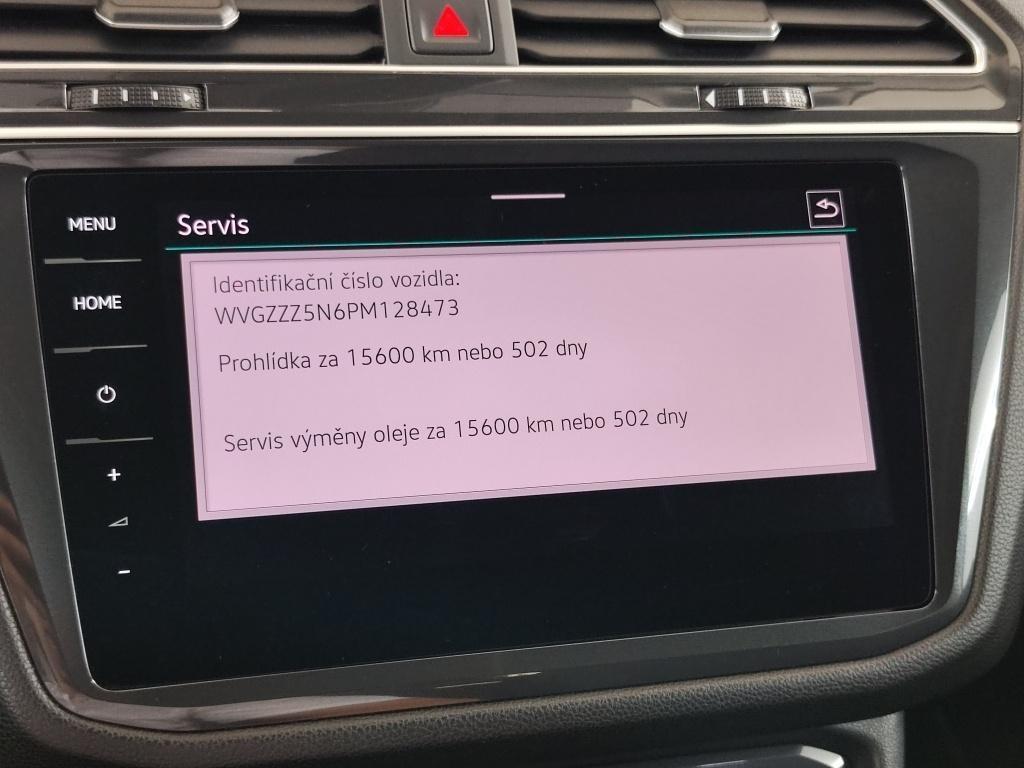 MENU
HOME
Servis
Identifikační číslo vozidla:
WVGZZZ5N6PM128473
Prohlídka za 15600 km nebo 502 dny
Servis výměny oleje za 15600 km nebo 502 dny